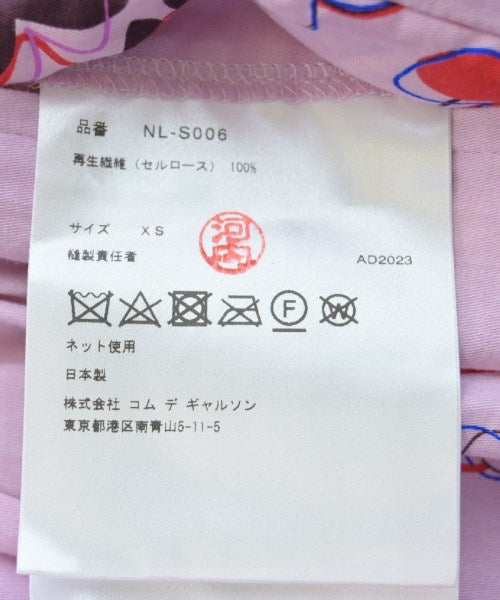 品番 NL-S006
再生繊維（セルロース） 100%
サイズ XS
縫製責任者 河内 AD2023
F W
ネット使用
日本製
株式会社 コム デ ギャルソン
東京都港区南青山5-11-5